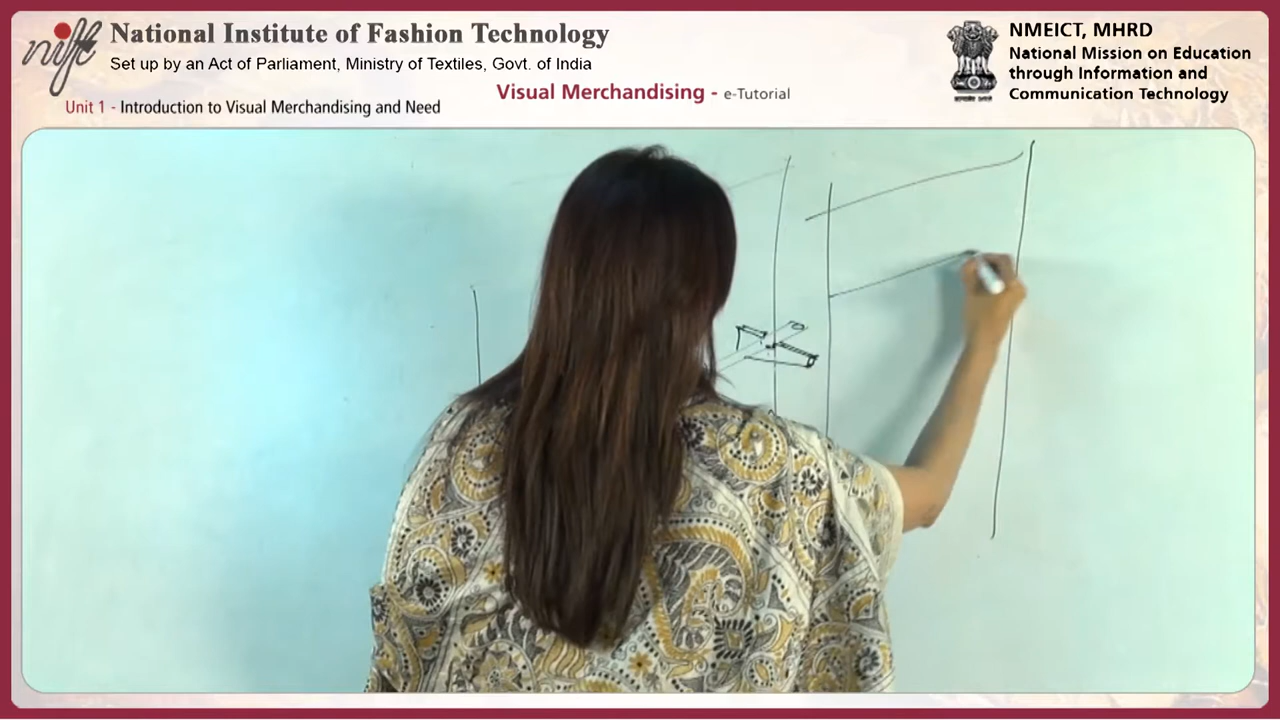 nift
National Institute of Fashion Technology
Set up by an Act of Parliament, Ministry of Textiles, Govt. of India
Unit 1 - Introduction to Visual Merchandising and Need
Visual Merchandising - e-Tutorial
NMEICT, MHRD
National Mission on Education
through Information and
Communication Technology